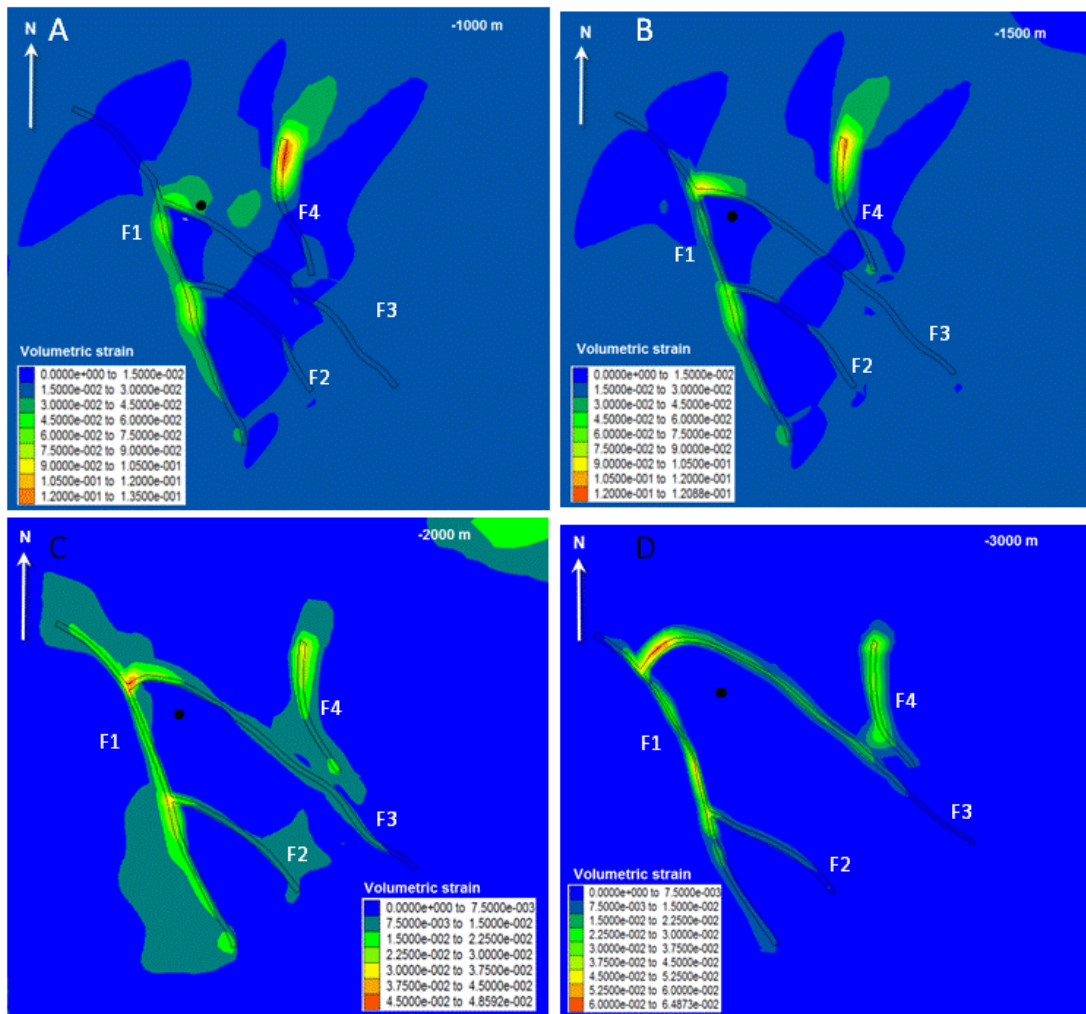 N
A
-1000 m
F1
F4
F3
F2
Volumetric strain
0.0000e+000 to 1.5000e-002
1.5000e-002 to 3.0000e-002
3.0000e-002 to 4.5000e-002
4.5000e-002 to 6.0000e-002
6.0000e-002 to 7.5000e-002
7.5000e-002 to 9.0000e-002
9.0000e-002 to 1.0500e-001
1.0500e-001 to 1.2000e-001
1.2000e-001 to 1.3500e-001
N
B
-1500 m
F4
F1
F3
F2
Volumetric strain
0.0000e+000 to 1.5000e-002
1.5000e-002 to 3.0000e-002
3.0000e-002 to 4.5000e-002
4.5000e-002 to 6.0000e-002
6.0000e-002 to 7.5000e-002
7.5000e-002 to 9.0000e-002
9.0000e-002 to 1.0500e-001
1.0500e-001 to 1.2000e-001
1.2000e-001 to 1.2088e-001
N
C
-2000 m
F4
F1
F3
F2
Volumetric strain
0.0000e+000 to 7.5000e-003
7.5000e-003 to 1.5000e-002
1.5000e-002 to 2.2500e-002
2.2500e-002 to 3.0000e-002
3.0000e-002 to 3.7500e-002
3.7500e-002 to 4.5000e-002
4.5000e-002 to 4.8592e-002
N
D
-3000 m
F4
F1
F3
F2
Volumetric strain
0.0000e+000 to 7.5000e-003
7.5000e-003 to 1.5000e-002
1.5000e-002 to 2.2500e-002
2.2500e-002 to 3.0000e-002
3.0000e-002 to 3.7500e-002
3.7500e-002 to 4.5000e-002
4.5000e-002 to 5.2500e-002
5.2500e-002 to 6.0000e-002
6.0000e-002 to 6.4873e-002